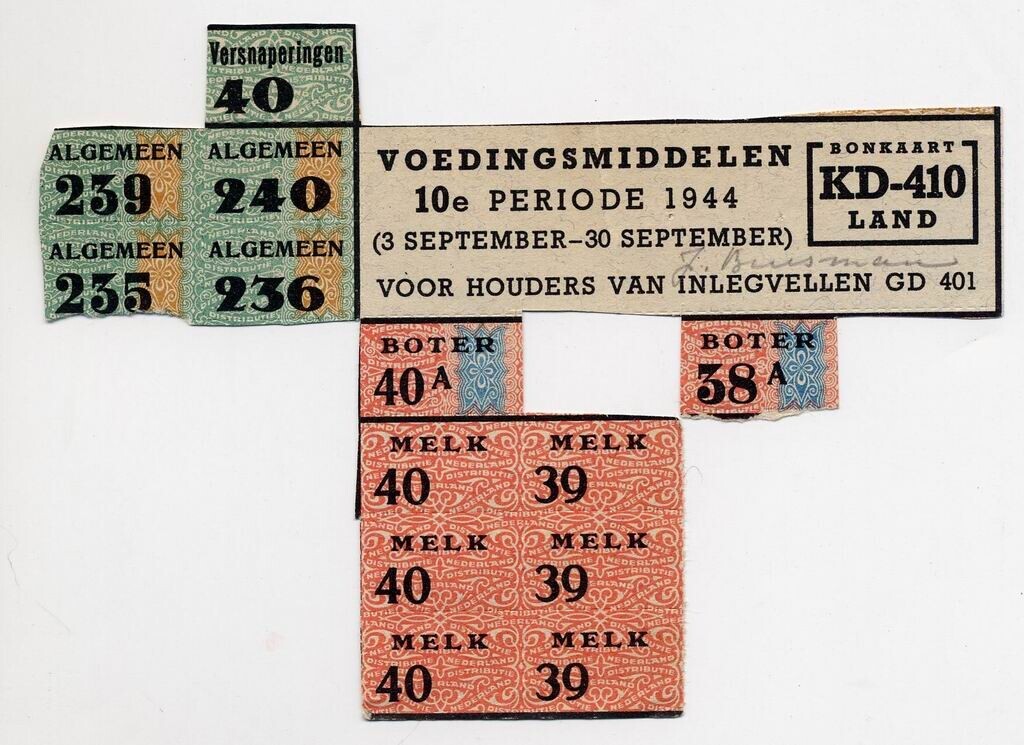 Versnaperingen
40
ALGEMEEN ALGEMEEN
239 240
ALGEMEEN ALGEMEEN
235 236
VOEDINGSMIDDELEN
10e PERIODE 1944
(3 SEPTEMBER–30 SEPTEMBER)
VOOR HOUDERS VAN INLEGVELLEN GD 401
BONKAART
KD-410
LAND
BOTER
40 A
BOTER
38 A
MELK MELK
40 39
MELK MELK
40 39
MELK MELK
40 39